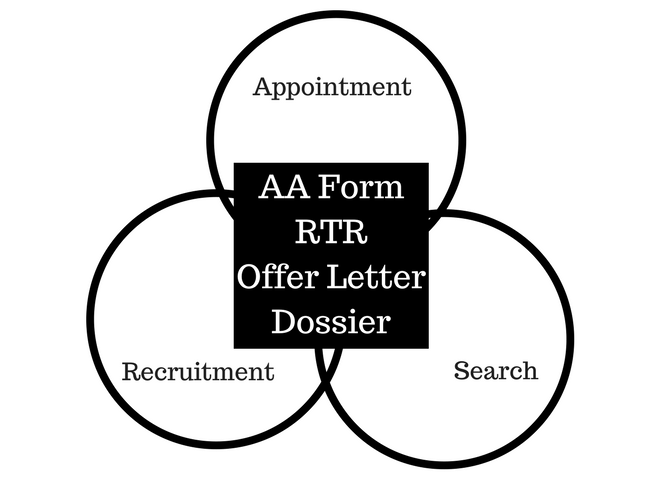 Appointment
AA Form
RTR
Offer Letter
Dossier
Recruitment
Search